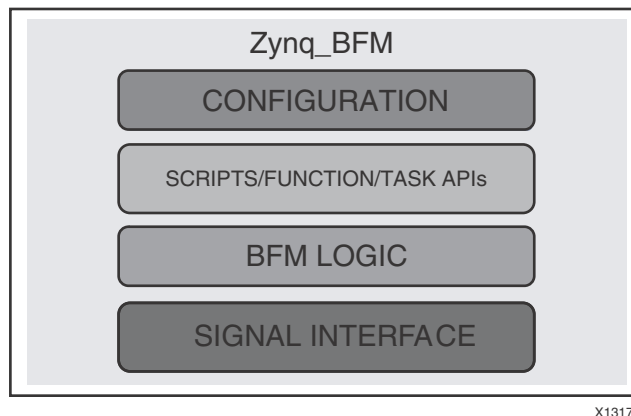 Zynq_BFM
CONFIGURATION
SCRIPTS/FUNCTION/TASK APIs
BFM LOGIC
SIGNAL INTERFACE
X1317